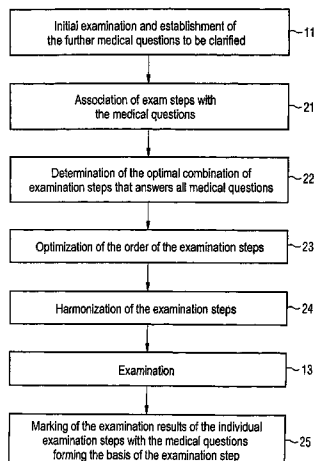 Initial examination and establishment of
the further medical questions to be clarified
11
Association of exam steps with
the medical questions
21
Determination of the optimal combination of
examination steps that answers all medical questions
22
Optimization of the order of the examination steps
23
Harmonization of the examination steps
24
Examination
13
Marking of the examination results of the individual
examination steps with the medical questions
forming the basis of the examination step
25